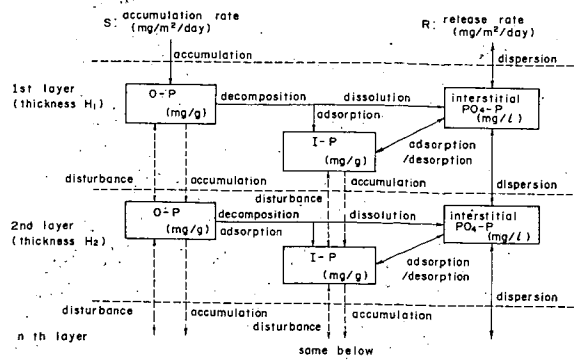 S: accumulation rate
(mg/m²/day)
R: release rate
(mg/m²/day)
accumulation
dispersion
1st layer
(thickness H₁)
O-P
(mg/g)
decomposition
dissolution
adsorption
interstitial
PO₄-P
(mg/l)
I-P
(mg/g)
adsorption
/desorption
disturbance
accumulation
disturbance
accumulation
dispersion
2nd layer
(thickness H₂)
O-P
(mg/g)
decomposition
adsorption
dissolution
interstitial
PO₄-P
(mg/l)
I-P
(mg/g)
adsorption
/desorption
disturbance
accumulation
disturbance
accumulation
dispersion
n th layer
same below